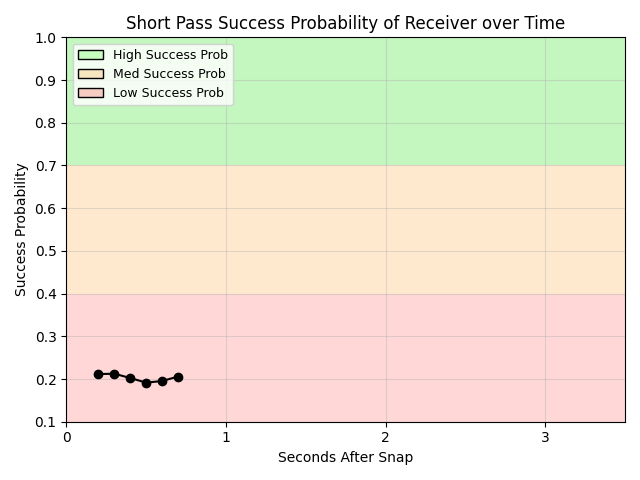 Short Pass Success Probability of Receiver over Time
1.0
High Success Prob
Med Success Prob
0.9
Low Success Prob
0.8
0.7
0.6
Success Probability
0.5
0.4
0.3
0.2
0.1
0
1
2
3
Seconds After Snap